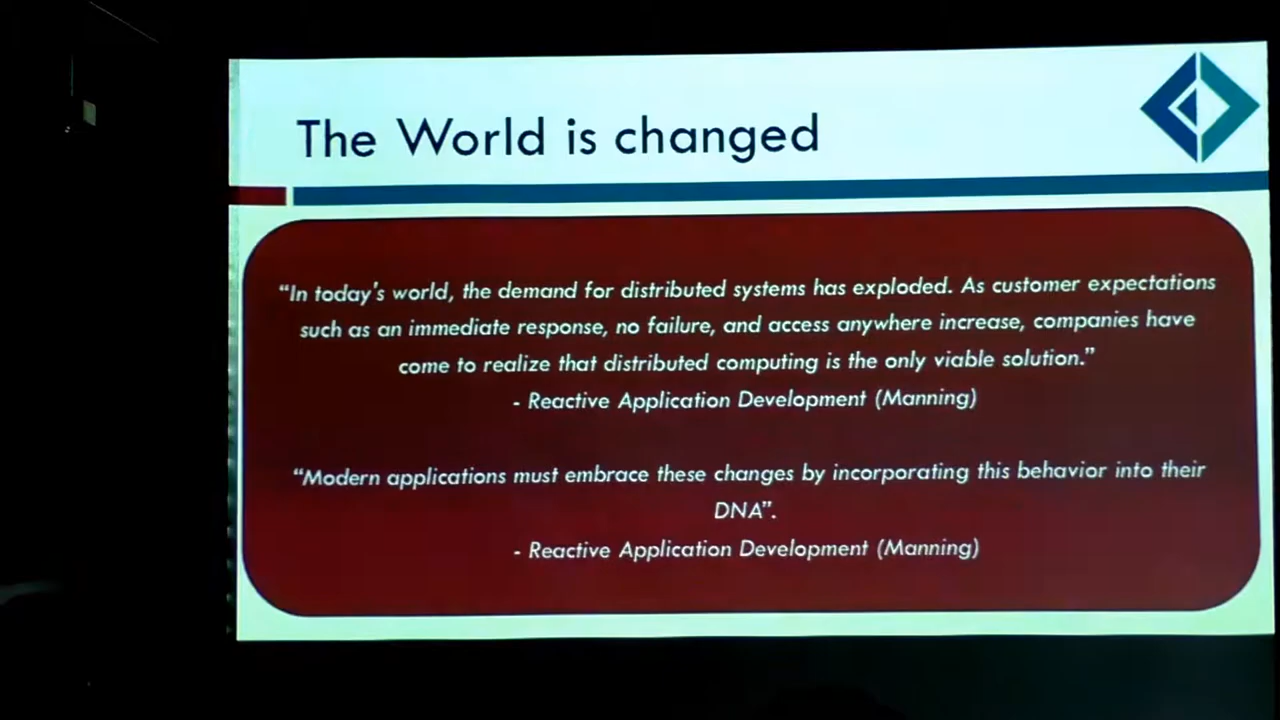 The World is changed
“In today's world, the demand for distributed systems has exploded. As customer expectations
such as an immediate response, no failure, and access anywhere increase, companies have
come to realize that distributed computing is the only viable solution.”
- Reactive Application Development (Manning)
“Modern applications must embrace these changes by incorporating this behavior into their
DNA”.
- Reactive Application Development (Manning)